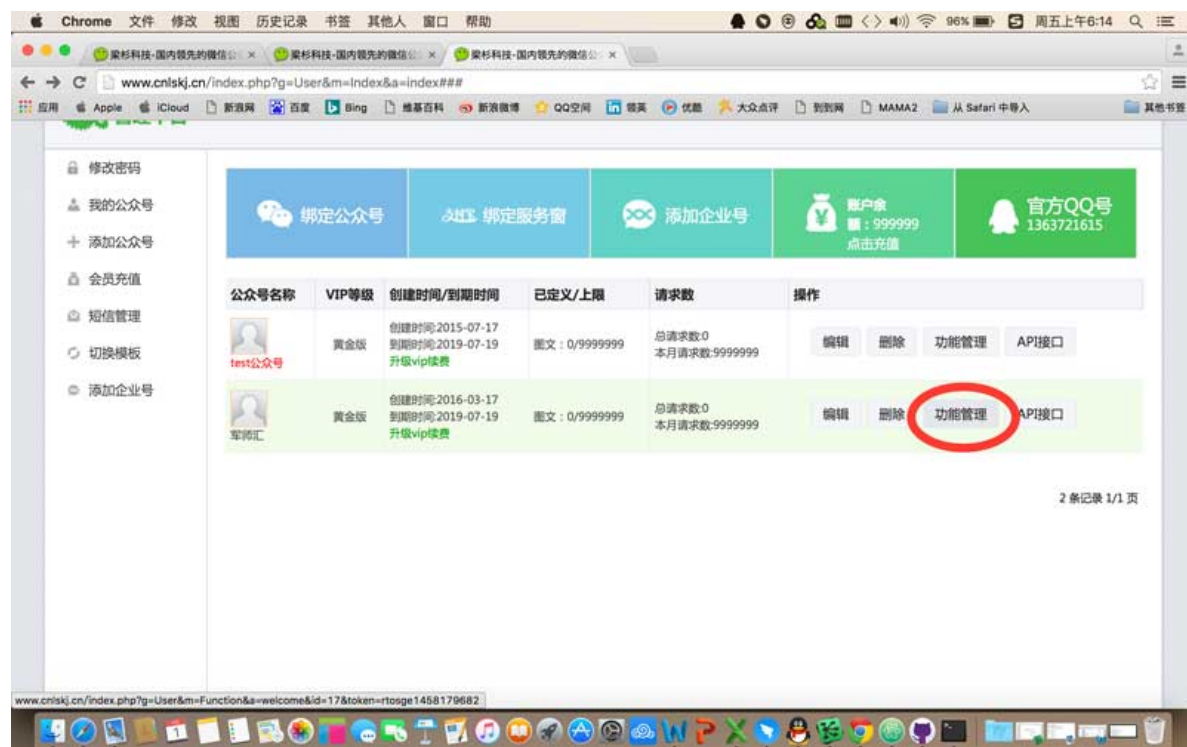 Chrome 文件 修改 视图 历史记录 书签 其他人 窗口 帮助 96% 周五上午6:14
梁杉科技-国内领先的微信公 × 梁杉科技-国内领先的微信公 × 梁杉科技-国内领先的微信公 ×
www.cnlskj.cn/index.php?g=User&m=Index&a=index###
应用 Apple iCloud 新浪网 百度 Bing 维基百科 新浪微博 QQ空间 领英 优酷 大众点评 到到网 MAMA2 从 Safari 中导入 其他书签
修改密码
我的公众号
添加公众号
会员充值
短信管理
切换模板
添加企业号
绑定公众号
绑定服务窗
添加企业号
账户余
额:999999
点击充值
官方QQ号
1363721615
公众号名称 VIP等级 创建时间/到期时间 已定义/上限 请求数 操作
test公众号
黄金版
创建时间:2015-07-17
到期时间:2019-07-19
升级vip续费
图文:0/9999999
总请求数:0
本月请求数:9999999
编辑 删除 功能管理 API接口
军师汇
黄金版
创建时间:2016-03-17
到期时间:2019-07-19
升级vip续费
图文:0/9999999
总请求数:0
本月请求数:9999999
编辑 删除 功能管理 API接口
2 条记录 1/1 页
www.cnlskj.cn/index.php?g=User&m=Function&a=welcome&id=17&token=rtosge1458179682